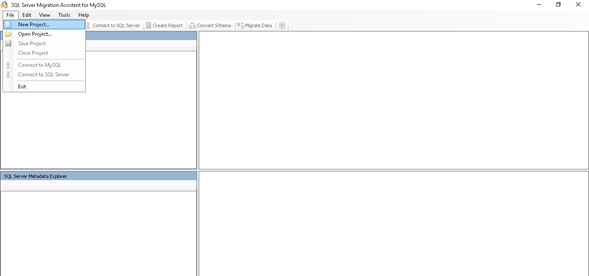 SQL Server Migration Assistant for MySQL
File Edit View Tools Help
New Project... Connect to SQL Server Create Report Convert Schema Migrate Data
Open Project...
Save Project
Close Project
Connect to MySQL
Connect to SQL Server
Exit
SQL Server Metadata Explorer